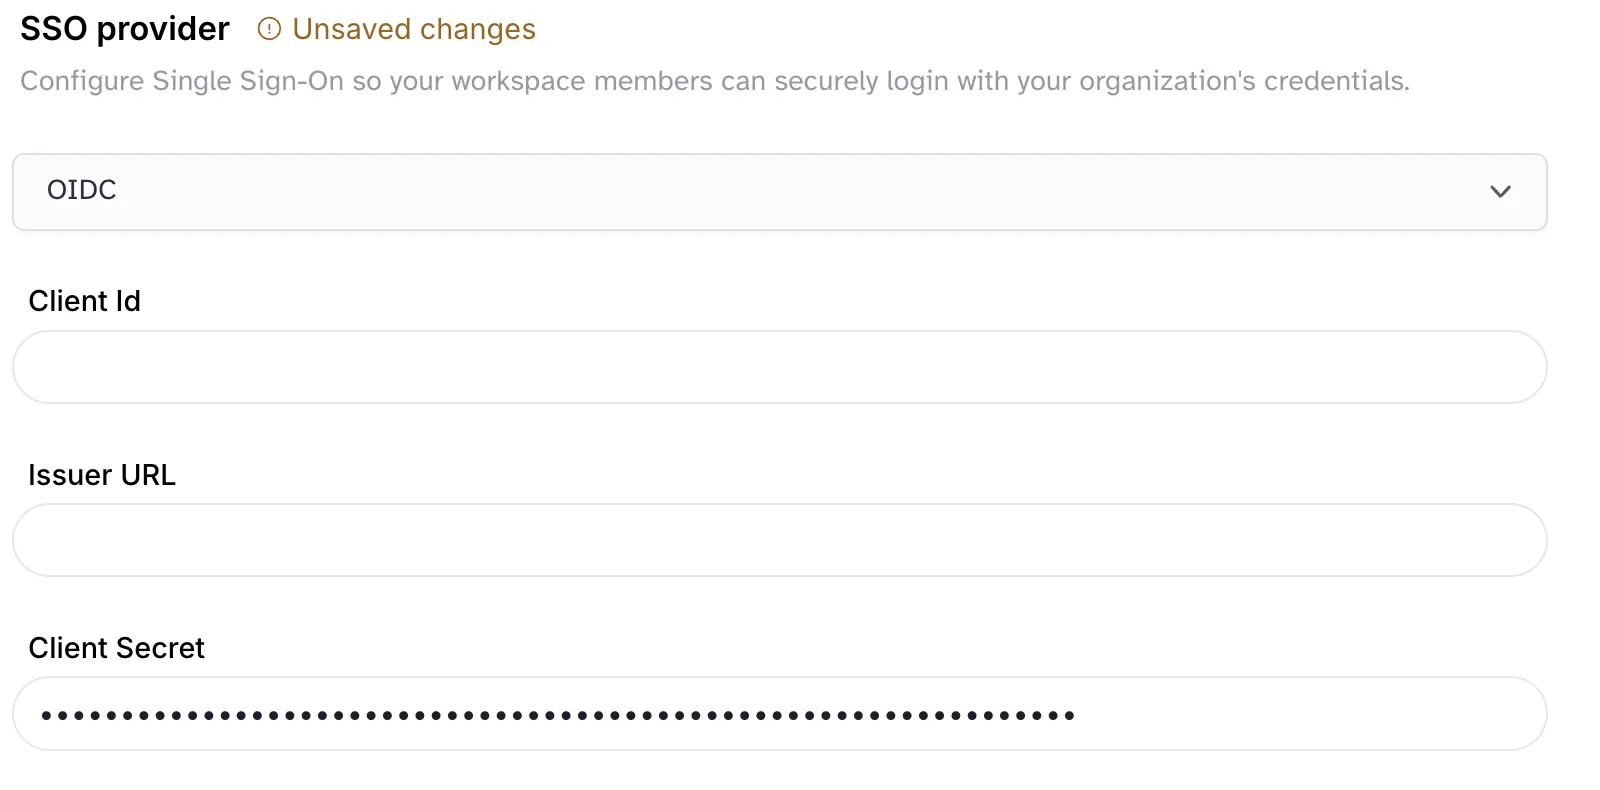 SSO provider Unsaved changes
Configure Single Sign-On so your workspace members can securely login with your organization's credentials.
OIDC
Client Id
Issuer URL
Client Secret
••••••••••••••••••••••••••••••••••••••••••••••••••••••••••••••••